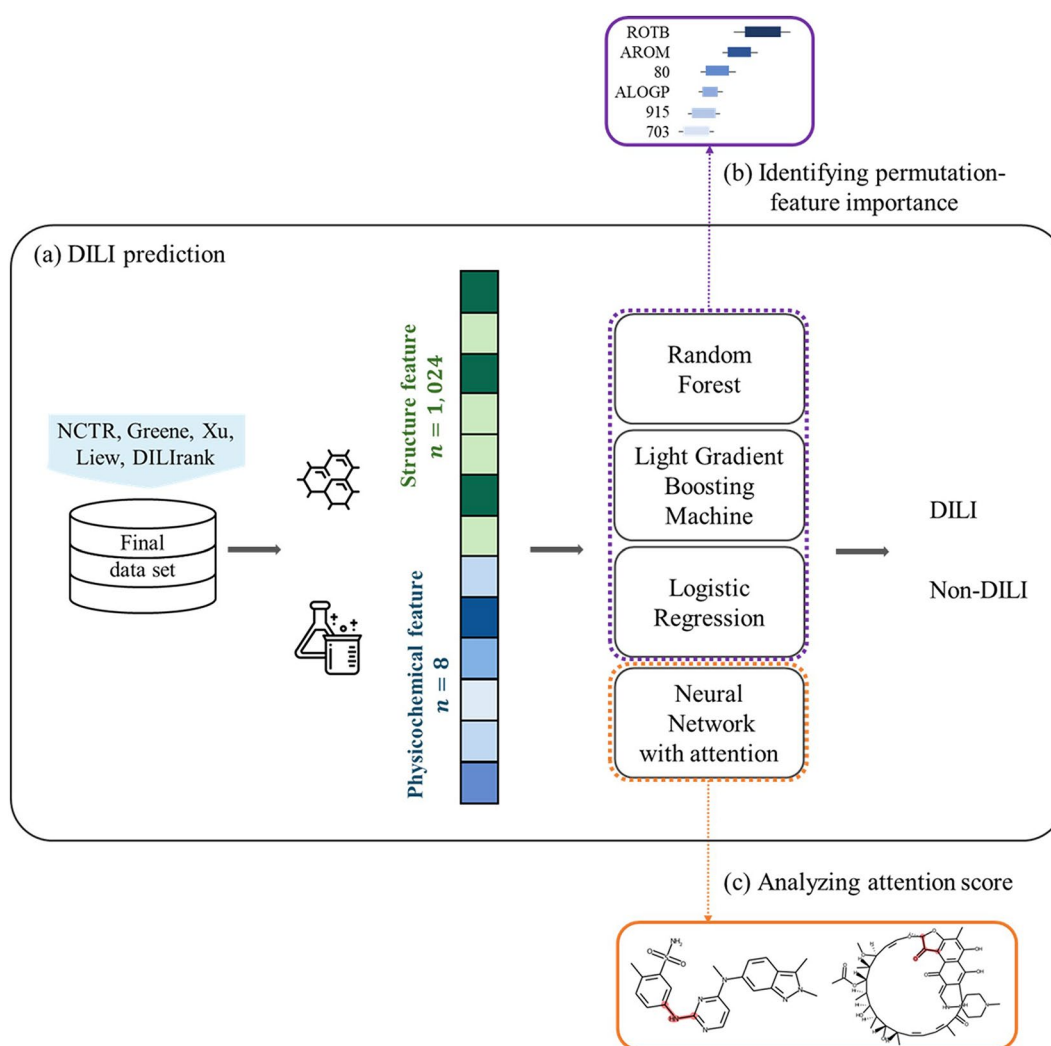 ROTB
AROM
80
ALOGP
915
703
(b) Identifying permutation-
feature importance
(a) DILI prediction
NCTR, Greene, Xu,
Liew, DILIrank
Final
data set
Structure feature
n = 1,024
Physicochemical feature
n = 8
Random
Forest
Light Gradient
Boosting
Machine
Logistic
Regression
Neural
Network
with attention
DILI
Non-DILI
(c) Analyzing attention score
NH₂
O
S
O
N
N
N
HN
N
N